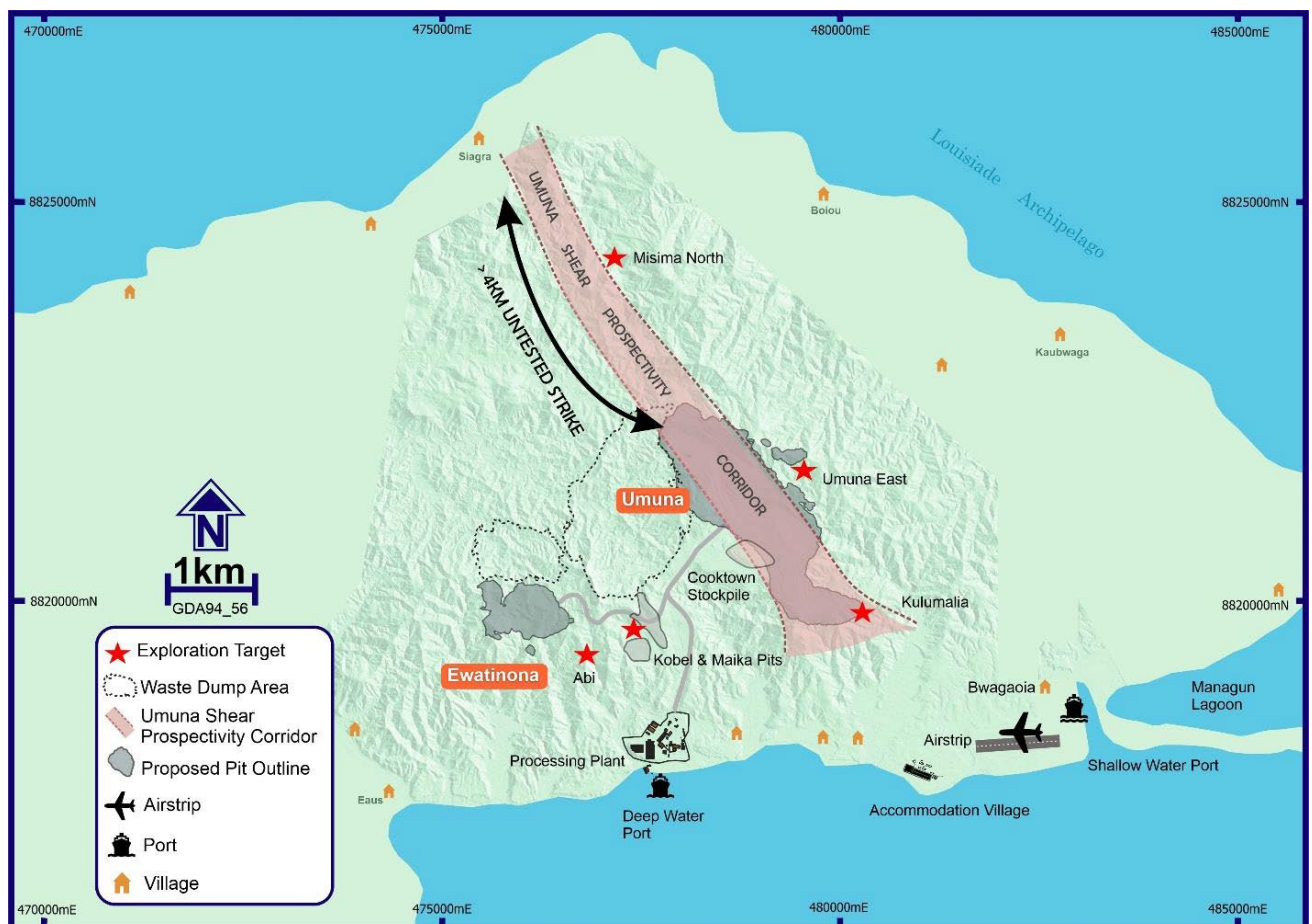 470000mE
475000mE
480000mE
485000mE
Siagra
Louisiade Archipelago
8825000mN
8825000mN
Boiou
UMUNA SHEAR PROSPECTIVITY CORRIDOR
Misima North
> 4KM UNTESTED STRIKE
Kaubwaga
Umuna East
Umuna
N
1km
GDA94_56
Cooktown
Stockpile
8820000mN
8820000mN
Kulumalia
Kobel & Maika Pits
Abi
Ewatinona
Exploration Target
Waste Dump Area
Umuna Shear
Prospectivity Corridor
Proposed Pit Outline
Airstrip
Port
Village
Bwagaoia
Managun
Lagoon
Airstrip
Shallow Water Port
Processing Plant
Eaus
Deep Water
Port
Accommodation Village
470000mE
475000mE
480000mE
485000mE